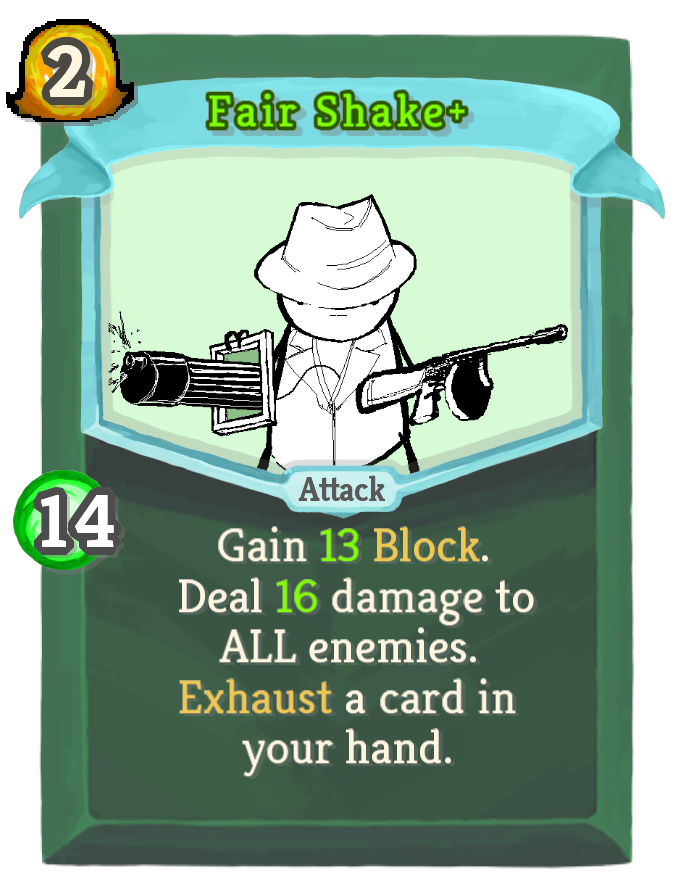 2
Fair Shake+
Attack
14
Gain 13 Block.
Deal 16 damage to
ALL enemies.
Exhaust a card in
your hand.